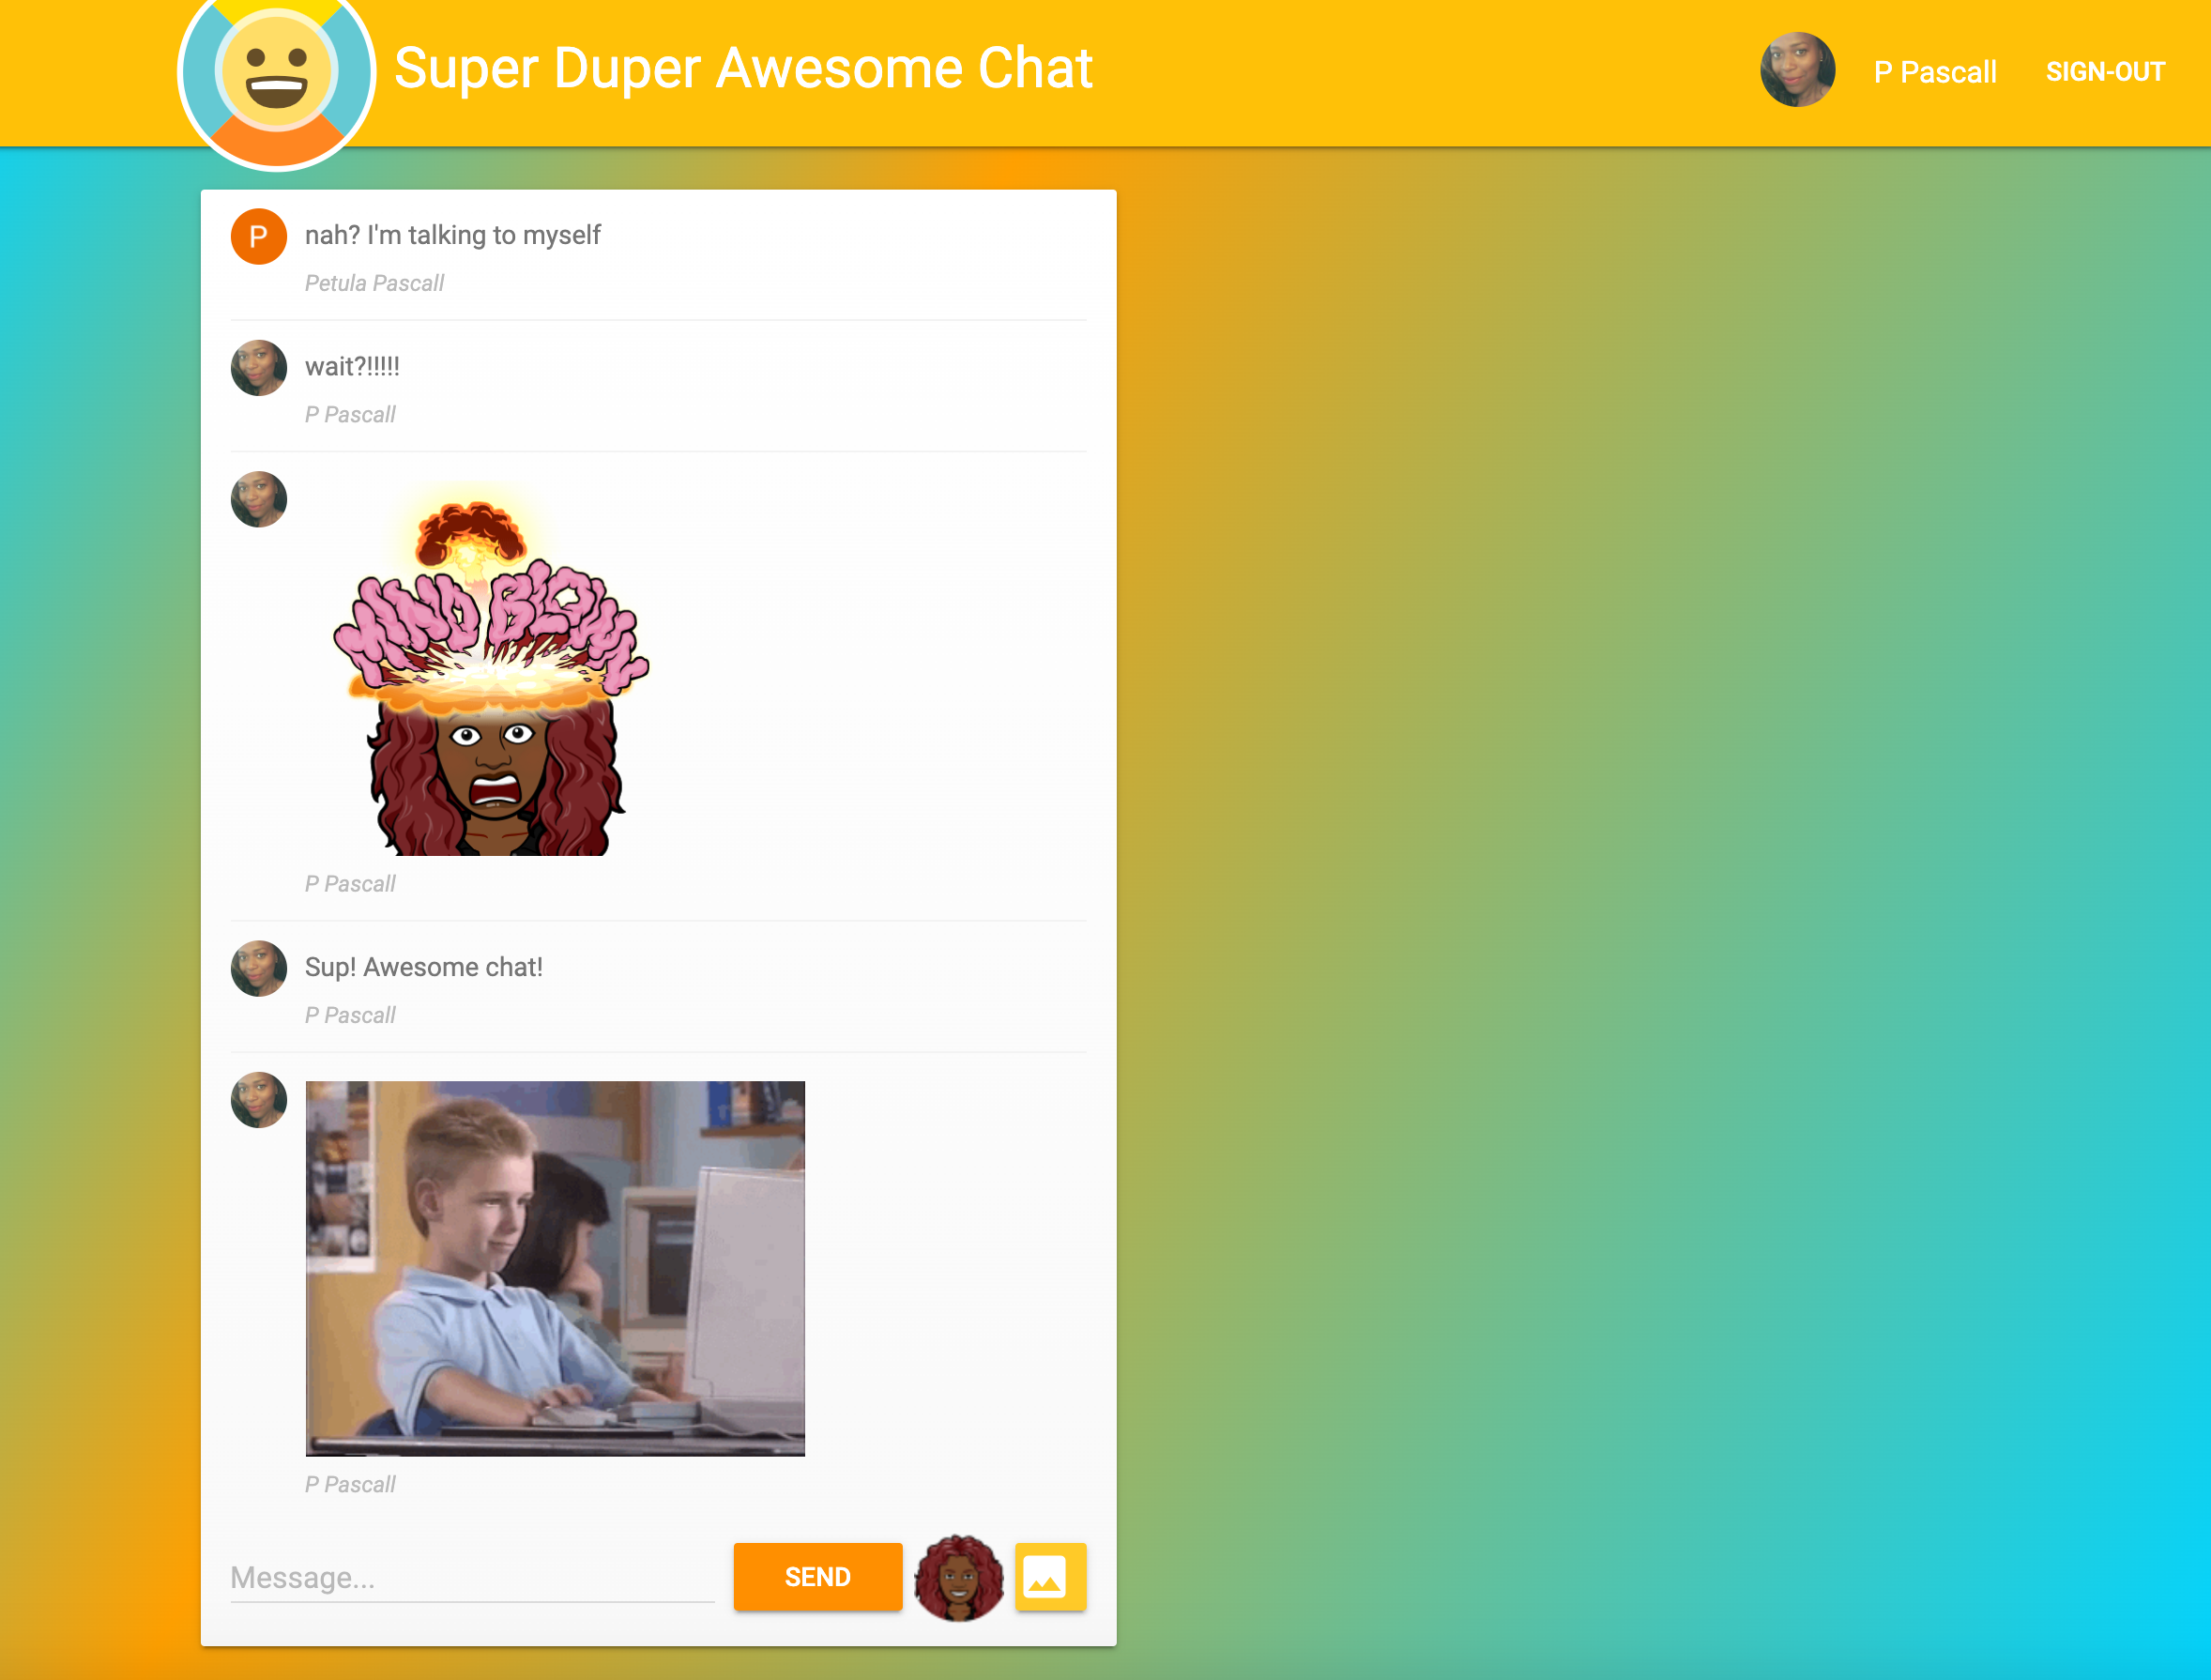 Super Duper Awesome Chat
P Pascall
SIGN-OUT
P
nah? I'm talking to myself
Petula Pascall
wait?!!!!!
P Pascall
MIND BLOWN
P Pascall
Sup! Awesome chat!
P Pascall
P Pascall
Message...
SEND